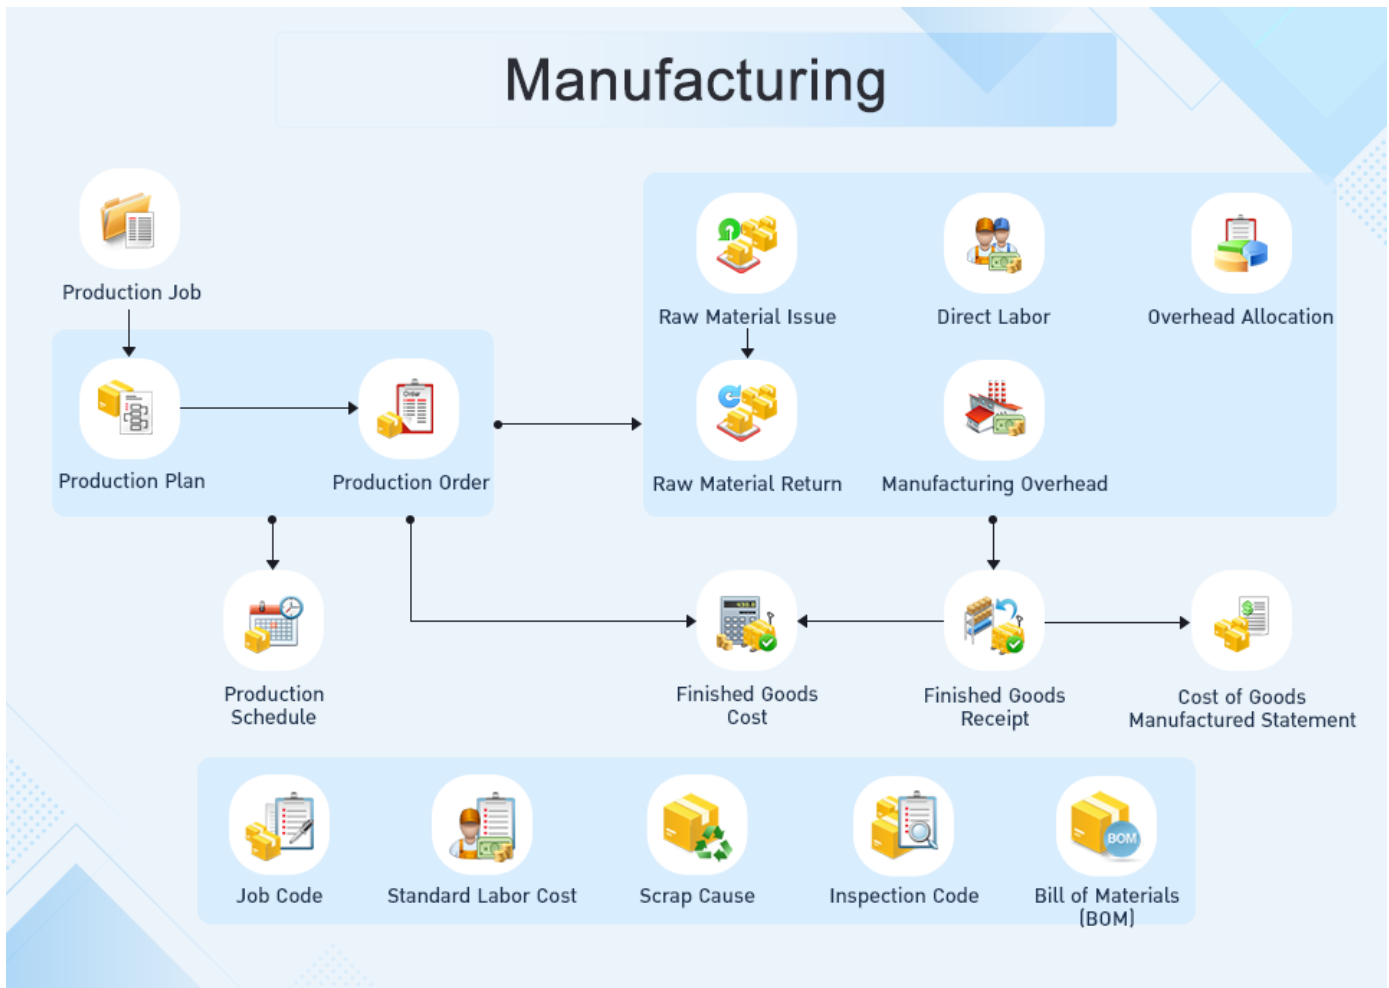 Manufacturing
Production Job
Raw Material Issue
Direct Labor
Overhead Allocation
Order
Production Plan
Production Order
Raw Material Return
Manufacturing Overhead
Production
Schedule
Finished Goods
Cost
Finished Goods
Receipt
Cost of Goods
Manufactured Statement
BOM
Job Code
Standard Labor Cost
Scrap Cause
Inspection Code
Bill of Materials
(BOM)